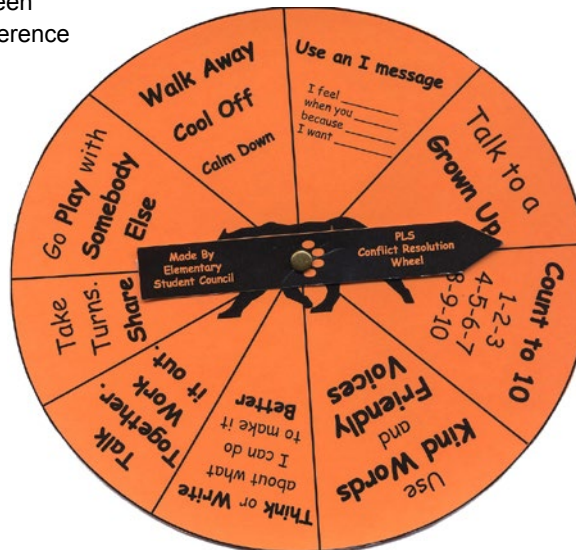 een
erence
Use an I message
I feel
when you
because
I want
Talk to a
Grown Up
Count to 10
1-2-3
4-5-6-7
8-9-10
Use
Kind Words
and
Friendly
Voices
Think or Write
about what
I can do
to make it
Better
Talk
Together.
Work
it out.
Take
Turns.
Share
Go Play with
Somebody
Else
Walk Away
Cool Off
Calm Down
Made By
Elementary
Student Council
PLS
Conflict Resolution
Wheel